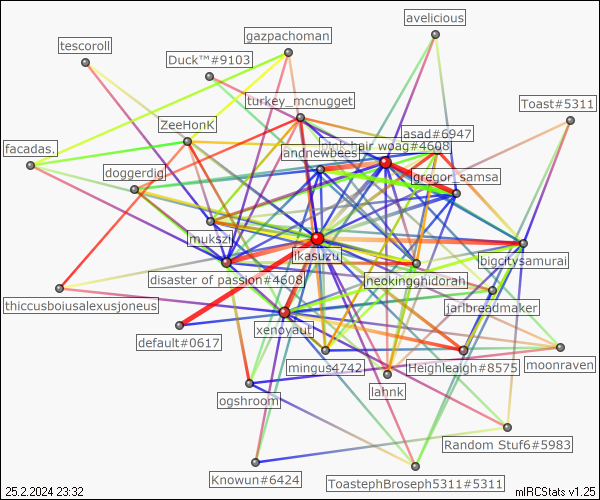 avelicious
gazpachoman
tescoroll
Duck™#9103
turkey_mcnugget
Toast#5311
ZeeHonK
asad#6947
pink hair woag#4608
facadas.
andnewbees
doggerdig
gregor_samsa
mukszil
ikasuzu
bigcitysamurai
disaster of passion#4608
neokingghidorah
thiccusboiusalexusjoneus
jarlbreadmaker
xenoyaut
default#0617
mingus4742
Heighleaigh#8575
moonraven
lahnk
ogshroom
Random Stuf6#5983
Knowun#6424
ToastephBroseph5311#5311
25.2.2024 23:32
mIRCStats v1.25